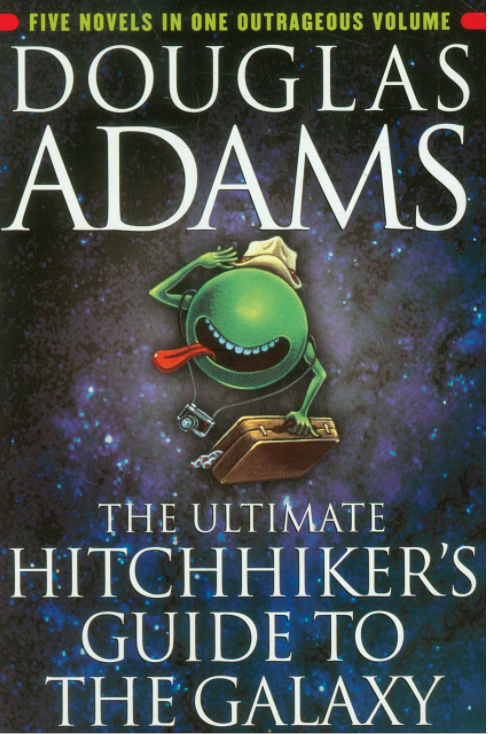 FIVE NOVELS IN ONE OUTRAGEOUS VOLUME
DOUGLAS
ADAMS
THE ULTIMATE
HITCHHIKER'S
GUIDE TO
THE GALAXY